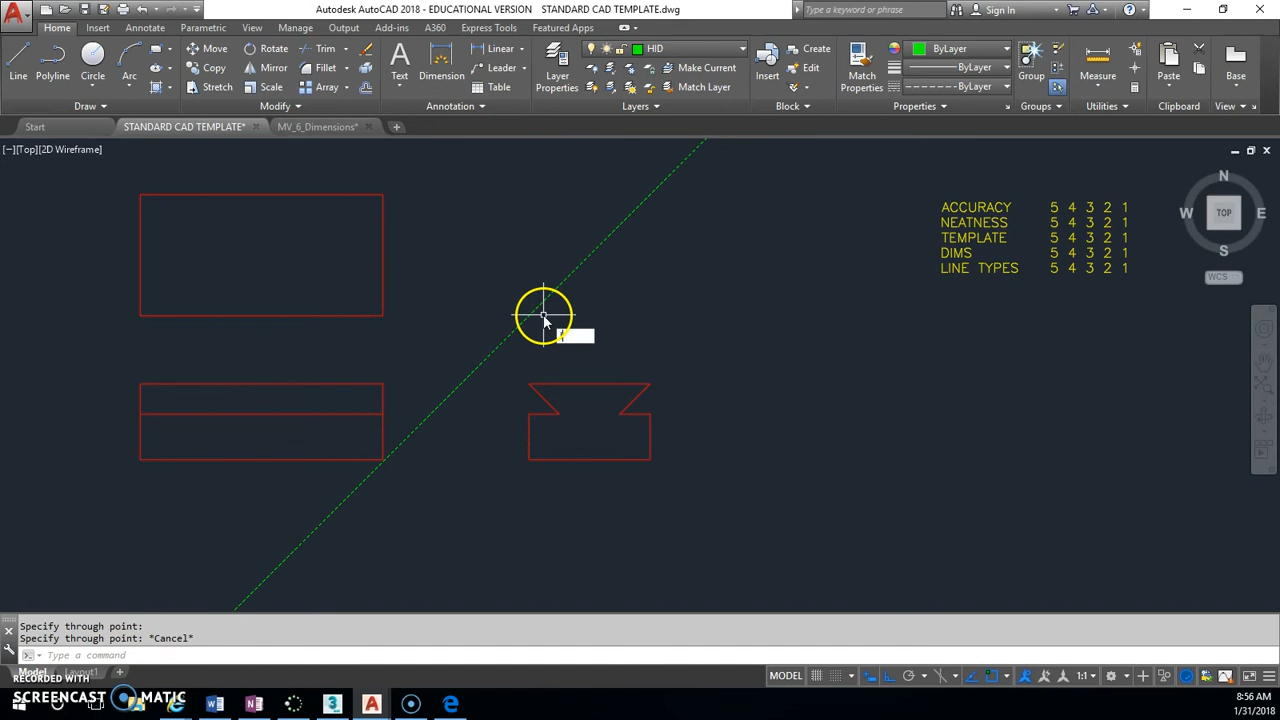 Autodesk AutoCAD 2018 - EDUCATIONAL VERSION STANDARD CAD TEMPLATE.dwg
Type a keyword or phrase
Sign In
Home Insert Annotate Parametric View Manage Output Add-ins A360 Express Tools Featured Apps
Line Polyline Circle Arc
Move Rotate Trim
Copy Mirror Fillet
Stretch Scale Array
Text Dimension
Linear
Leader
Table
Layer Properties
HID
Make Current
Match Layer
Insert
Create
Edit
Match Properties
ByLayer
ByLayer
ByLayer
Group
Measure
Paste
Base
Draw Modify Annotation Layers Block Properties Groups Utilities Clipboard View
Start STANDARD CAD TEMPLATE* MV_6_Dimensions*
[−][Top][2D Wireframe]
N
W TOP E
S
WCS
ACCURACY 5 4 3 2 1
NEATNESS 5 4 3 2 1
TEMPLATE 5 4 3 2 1
DIMS 5 4 3 2 1
LINE TYPES 5 4 3 2 1
Specify through point:
Specify through point: *Cancel*
Type a command
Model Layout1
MODEL 1:1
RECORDED WITH
SCREENCAST MATIC
8:56 AM
1/31/2018